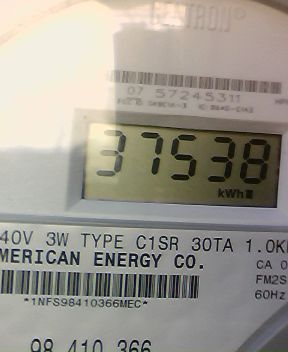 CENTRON®
07 57245311
37538
kWh
40V 3W TYPE C1SR 30TA 1.0K
MERICAN ENERGY CO.
CA 0
FM2S
60Hz
*1NFS98410366MEC*
98 410 366